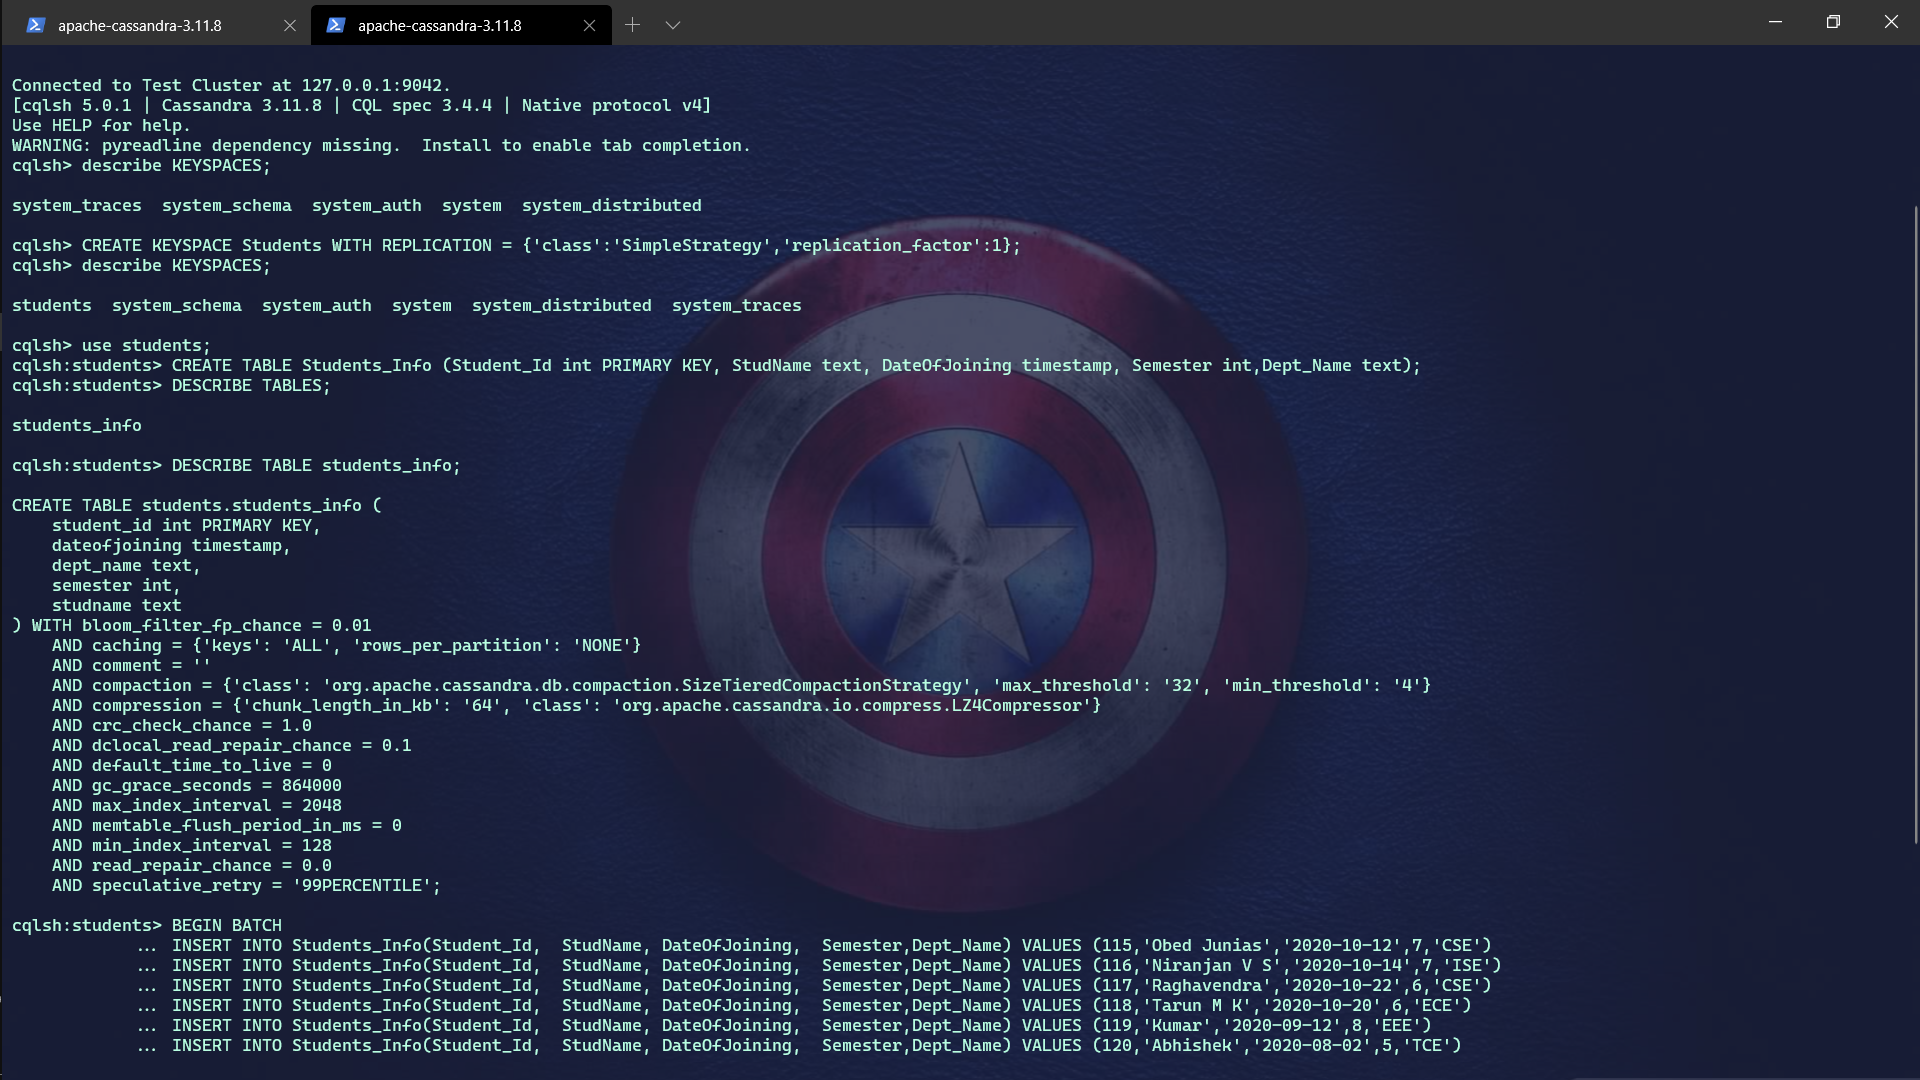 apache-cassandra-3.11.8
apache-cassandra-3.11.8
Connected to Test Cluster at 127.0.0.1:9042.
[cqlsh 5.0.1 | Cassandra 3.11.8 | CQL spec 3.4.4 | Native protocol v4]
Use HELP for help.
WARNING: pyreadline dependency missing.  Install to enable tab completion.
cqlsh> describe KEYSPACES;
system_traces  system_schema  system_auth  system  system_distributed
cqlsh> CREATE KEYSPACE Students WITH REPLICATION = {'class':'SimpleStrategy','replication_factor':1};
cqlsh> describe KEYSPACES;
students  system_schema  system_auth  system  system_distributed  system_traces
cqlsh> use students;
cqlsh:students> CREATE TABLE Students_Info (Student_Id int PRIMARY KEY, StudName text, DateOfJoining timestamp, Semester int,Dept_Name text);
cqlsh:students> DESCRIBE TABLES;
students_info
cqlsh:students> DESCRIBE TABLE students_info;
CREATE TABLE students.students_info (
    student_id int PRIMARY KEY,
    dateofjoining timestamp,
    dept_name text,
    semester int,
    studname text
) WITH bloom_filter_fp_chance = 0.01
    AND caching = {'keys': 'ALL', 'rows_per_partition': 'NONE'}
    AND comment = ''
    AND compaction = {'class': 'org.apache.cassandra.db.compaction.SizeTieredCompactionStrategy', 'max_threshold': '32', 'min_threshold': '4'}
    AND compression = {'chunk_length_in_kb': '64', 'class': 'org.apache.cassandra.io.compress.LZ4Compressor'}
    AND crc_check_chance = 1.0
    AND dclocal_read_repair_chance = 0.1
    AND default_time_to_live = 0
    AND gc_grace_seconds = 864000
    AND max_index_interval = 2048
    AND memtable_flush_period_in_ms = 0
    AND min_index_interval = 128
    AND read_repair_chance = 0.0
    AND speculative_retry = '99PERCENTILE';
cqlsh:students> BEGIN BATCH
... INSERT INTO Students_Info(Student_Id,  StudName, DateOfJoining,  Semester,Dept_Name) VALUES (115,'Obed Junias','2020-10-12',7,'CSE')
... INSERT INTO Students_Info(Student_Id,  StudName, DateOfJoining,  Semester,Dept_Name) VALUES (116,'Niranjan V S','2020-10-14',7,'ISE')
... INSERT INTO Students_Info(Student_Id,  StudName, DateOfJoining,  Semester,Dept_Name) VALUES (117,'Raghavendra','2020-10-22',6,'CSE')
... INSERT INTO Students_Info(Student_Id,  StudName, DateOfJoining,  Semester,Dept_Name) VALUES (118,'Tarun M K','2020-10-20',6,'ECE')
... INSERT INTO Students_Info(Student_Id,  StudName, DateOfJoining,  Semester,Dept_Name) VALUES (119,'Kumar','2020-09-12',8,'EEE')
... INSERT INTO Students_Info(Student_Id,  StudName, DateOfJoining,  Semester,Dept_Name) VALUES (120,'Abhishek','2020-08-02',5,'TCE')